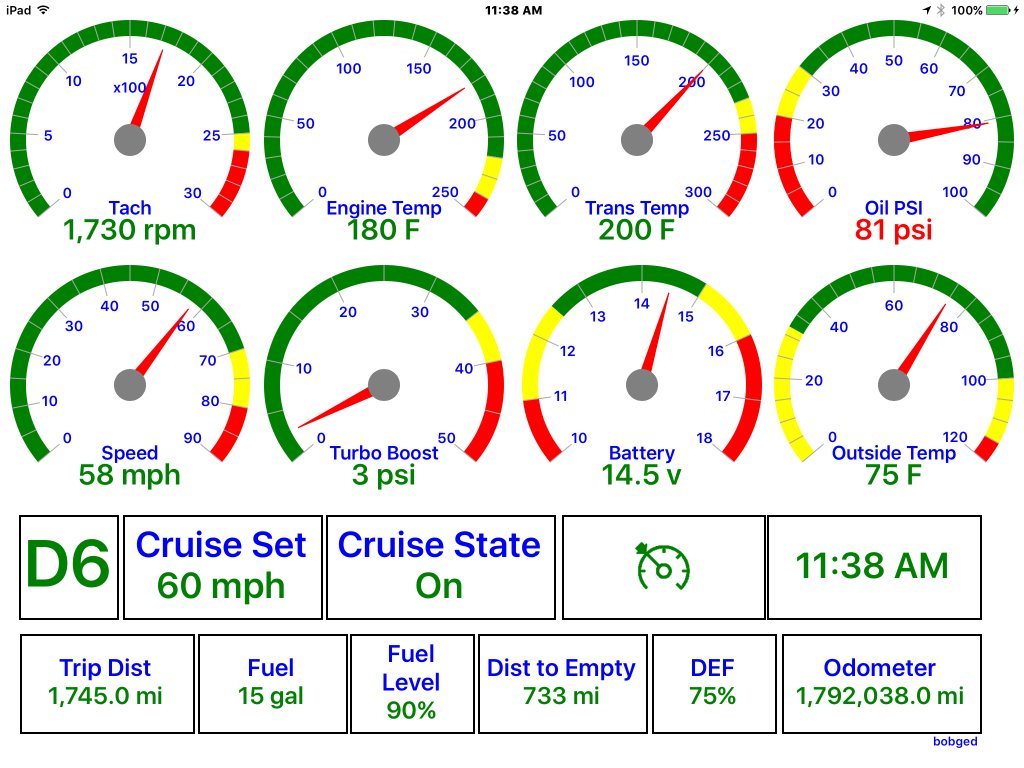 iPad 11:38 AM 100%
15
10 20
x100
5 25
0 30
Tach
1,730 rpm
100 150
50 200
0 250
Engine Temp
180 F
150
100 200
50 250
0 300
Trans Temp
200 F
50
40 60
30 70
20 80
10 90
0 100
Oil PSI
81 psi
40 50
30 60
20 70
10 80
0 90
Speed
58 mph
20 30
10 40
0 50
Turbo Boost
3 psi
14
13 15
12 16
11 17
10 18
Battery
14.5 v
60
40 80
20 100
0 120
Outside Temp
75 F
D6
Cruise Set
60 mph
Cruise State
On
11:38 AM
Trip Dist
1,745.0 mi
Fuel
15 gal
Fuel
Level
90%
Dist to Empty
733 mi
DEF
75%
Odometer
1,792,038.0 mi
bobged